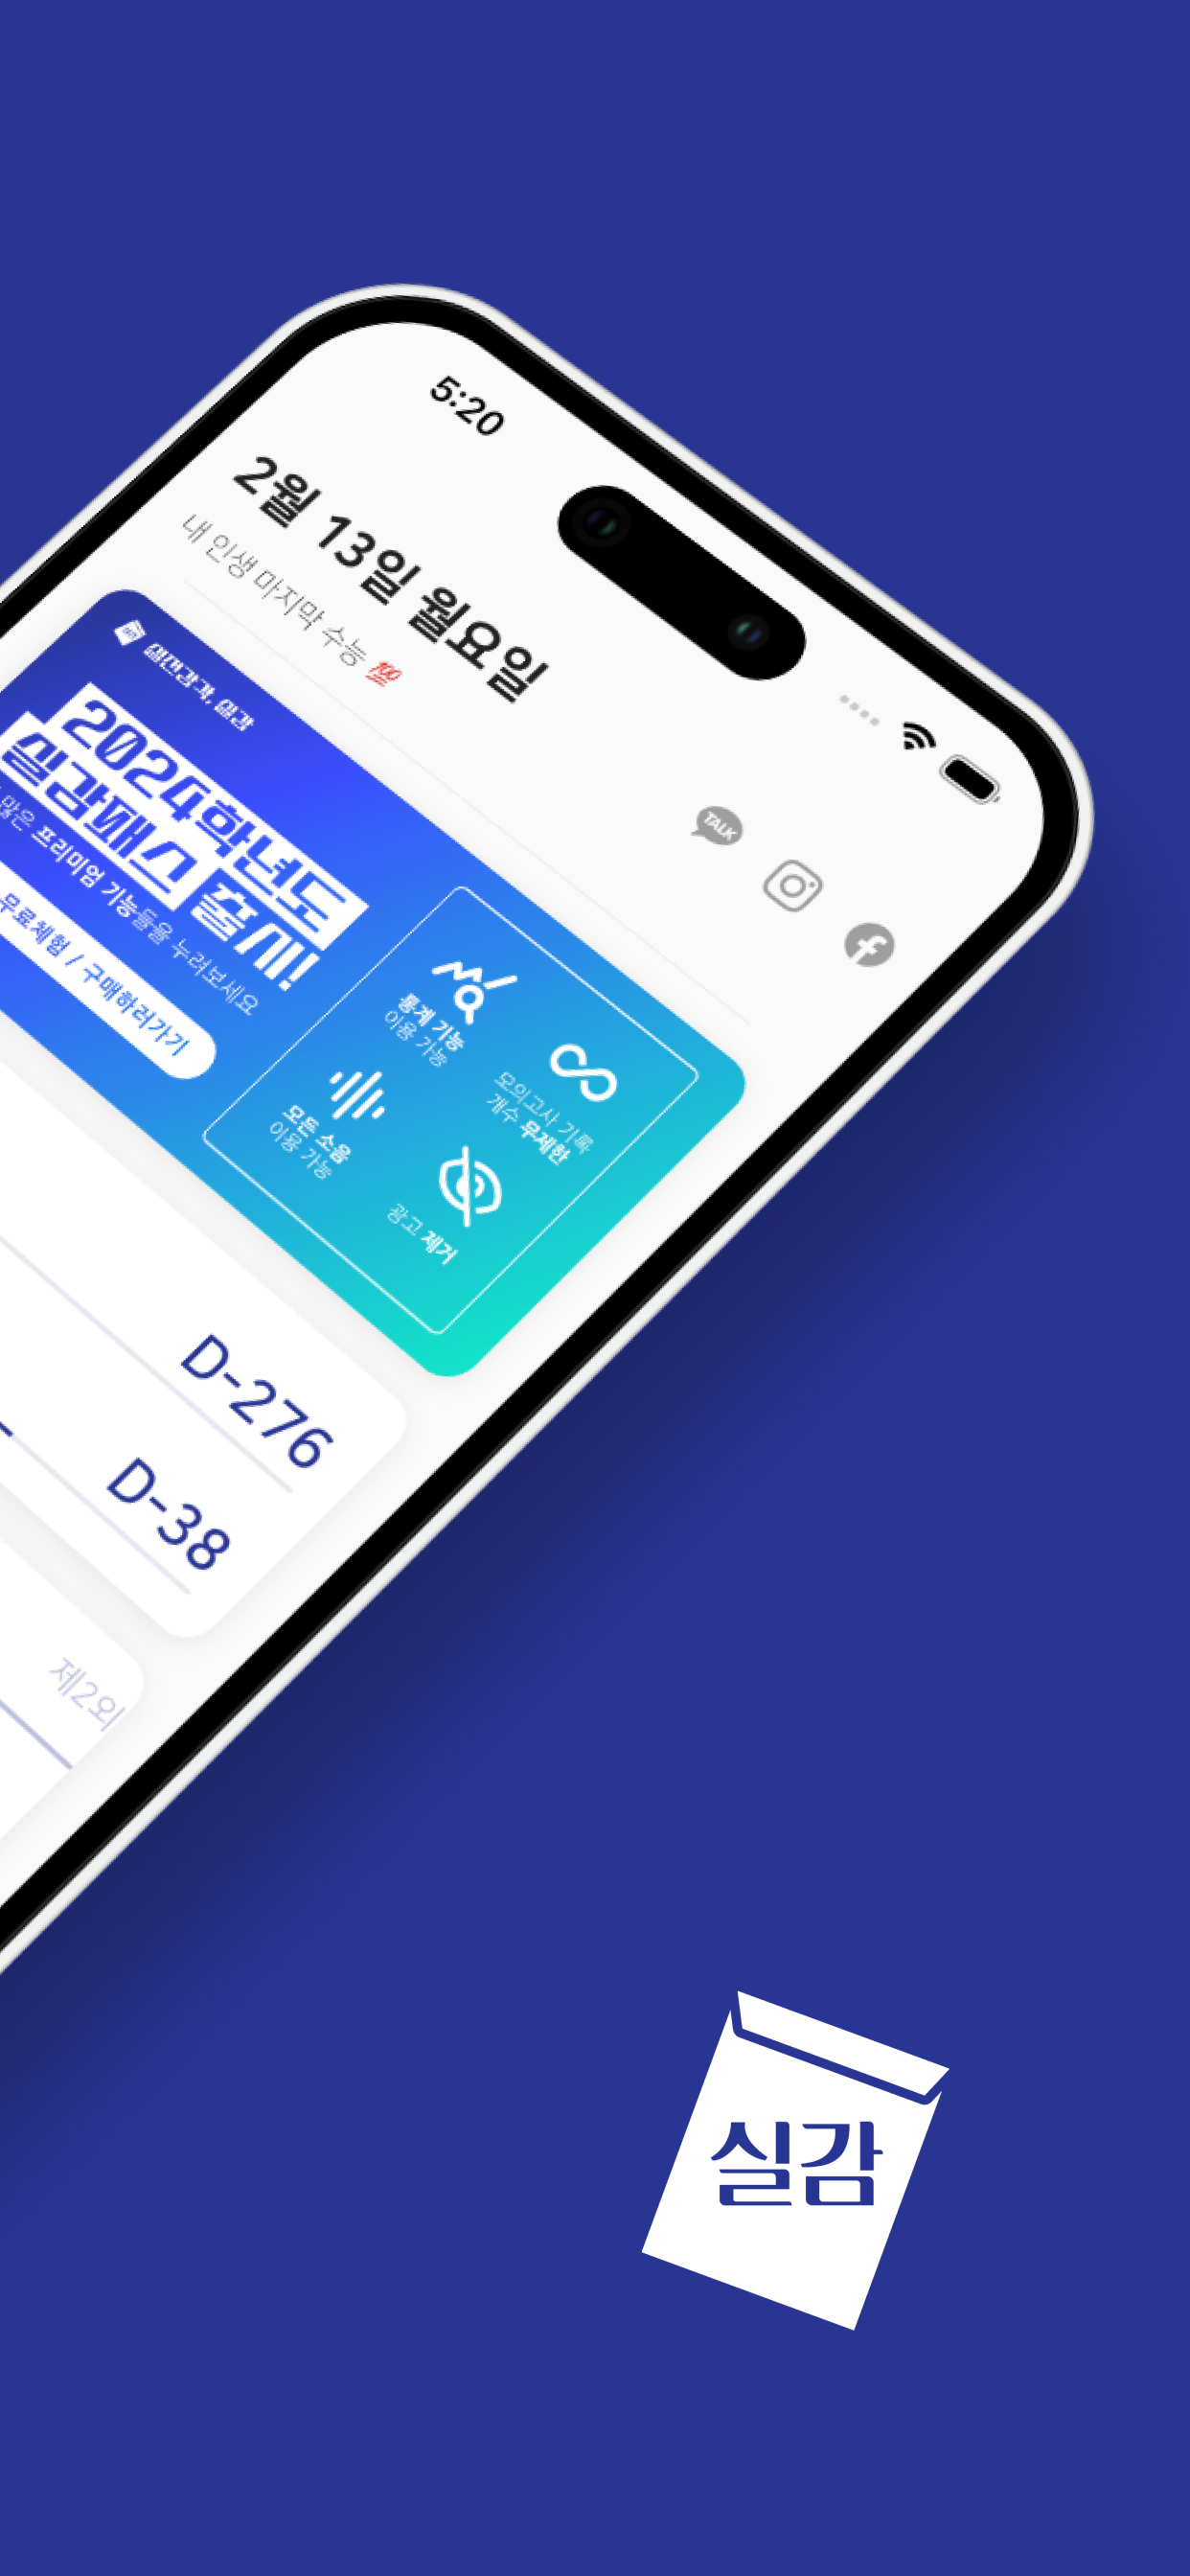 5:20
2월 13일 월요일
내 인생 마지막 수능 💯
TALK
실전감각, 실감
2024학년도
실감패스 출시!
많은 프리미엄 기능들을 누려보세요
무료체험 / 구매하러가기
통계 기능
이용 가능
모의고사 기록
개수 무제한
모든 소음
이용 가능
광고 제거
D-276
D-38
제2외
실감